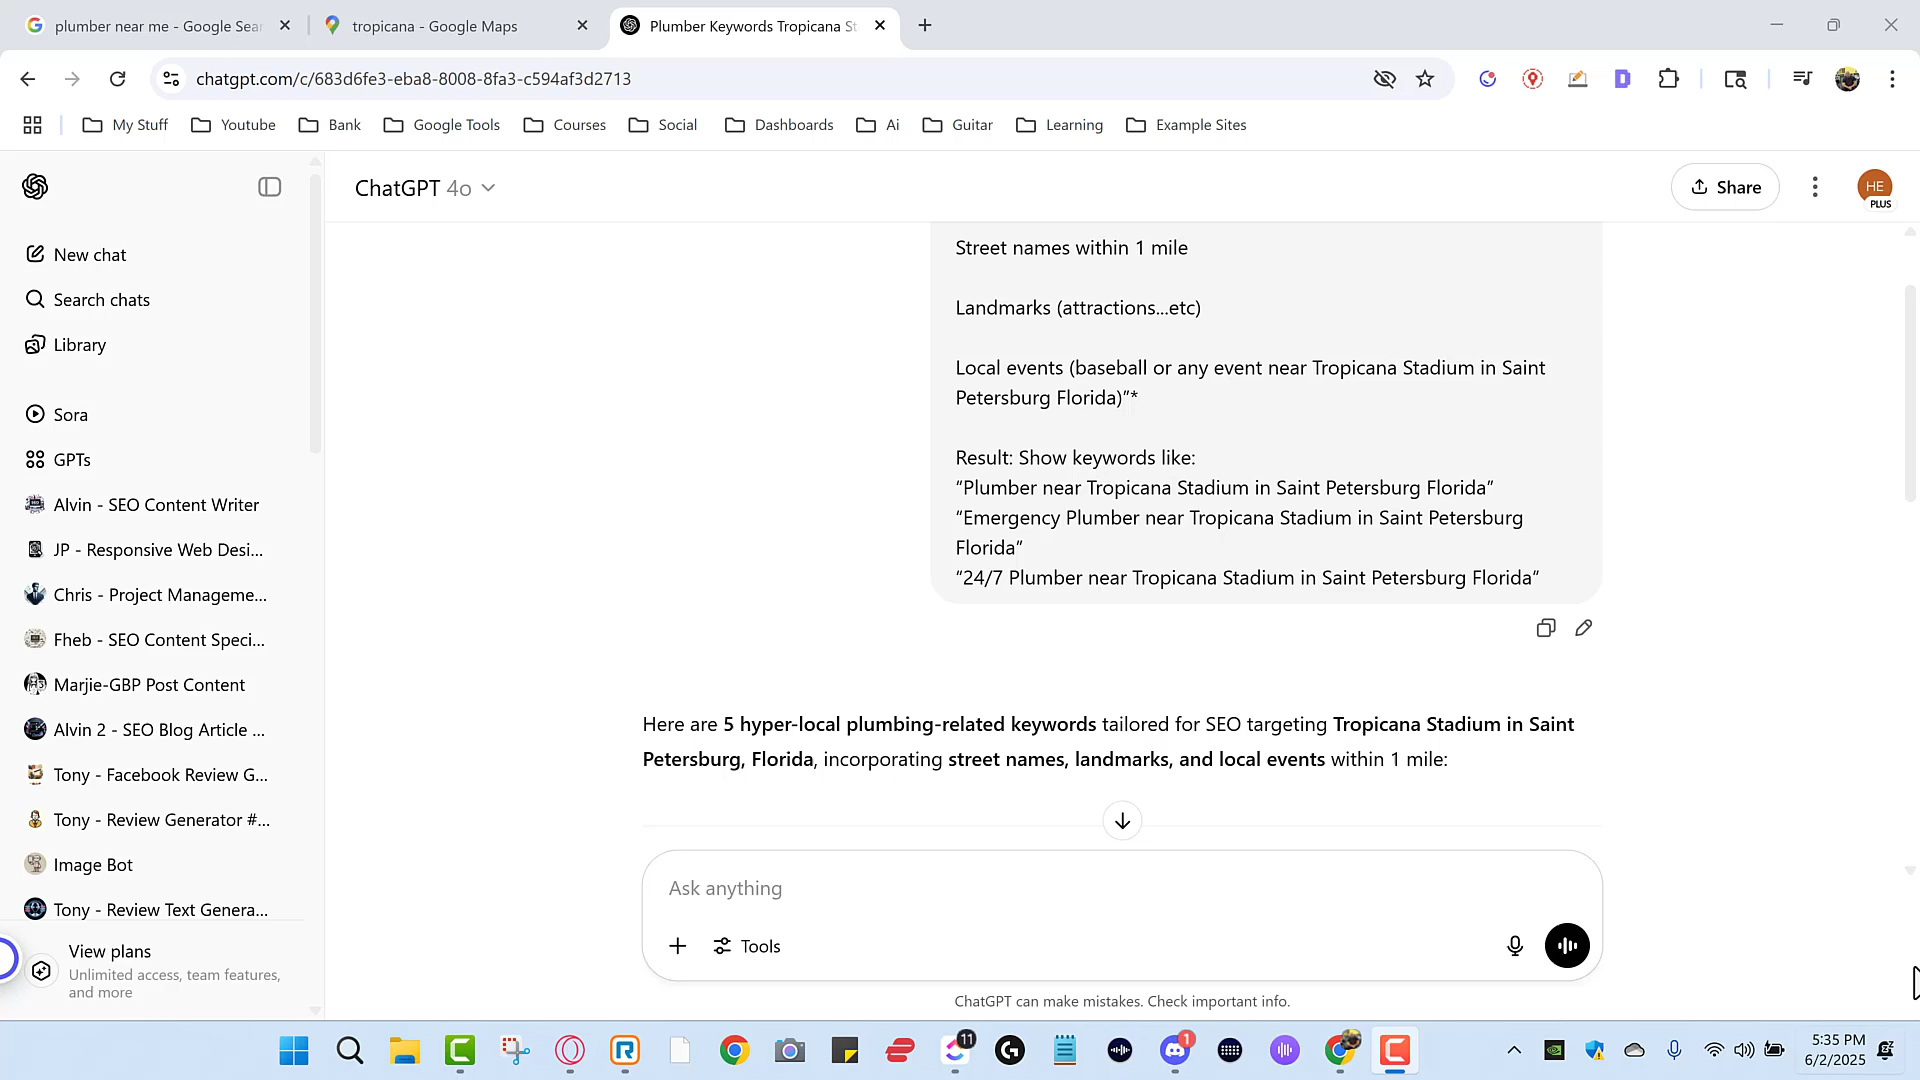 plumber near me - Google Sear
tropicana - Google Maps
Plumber Keywords Tropicana St
chatgpt.com/c/683d6fe3-eba8-8008-8fa3-c594af3d2713
My Stuff
Youtube
Bank
Google Tools
Courses
Social
Dashboards
Ai
Guitar
Learning
Example Sites
ChatGPT 4o
Share
HE
PLUS
New chat
Search chats
Library
Sora
GPTs
Alvin - SEO Content Writer
JP - Responsive Web Desi...
Chris - Project Manageme...
Fheb - SEO Content Speci...
Marjie-GBP Post Content
Alvin 2 - SEO Blog Article ...
Tony - Facebook Review G...
Tony - Review Generator #...
Image Bot
Tony - Review Text Genera...
View plans
Unlimited access, team features,
and more
Street names within 1 mile
Landmarks (attractions...etc)
Local events (baseball or any event near Tropicana Stadium in Saint
Petersburg Florida)”*
Result: Show keywords like:
“Plumber near Tropicana Stadium in Saint Petersburg Florida”
“Emergency Plumber near Tropicana Stadium in Saint Petersburg
Florida”
“24/7 Plumber near Tropicana Stadium in Saint Petersburg Florida”
Here are 5 hyper-local plumbing-related keywords tailored for SEO targeting Tropicana Stadium in Saint
Petersburg, Florida, incorporating street names, landmarks, and local events within 1 mile:
Ask anything
Tools
ChatGPT can make mistakes. Check important info.
11
1
5:35 PM
6/2/2025